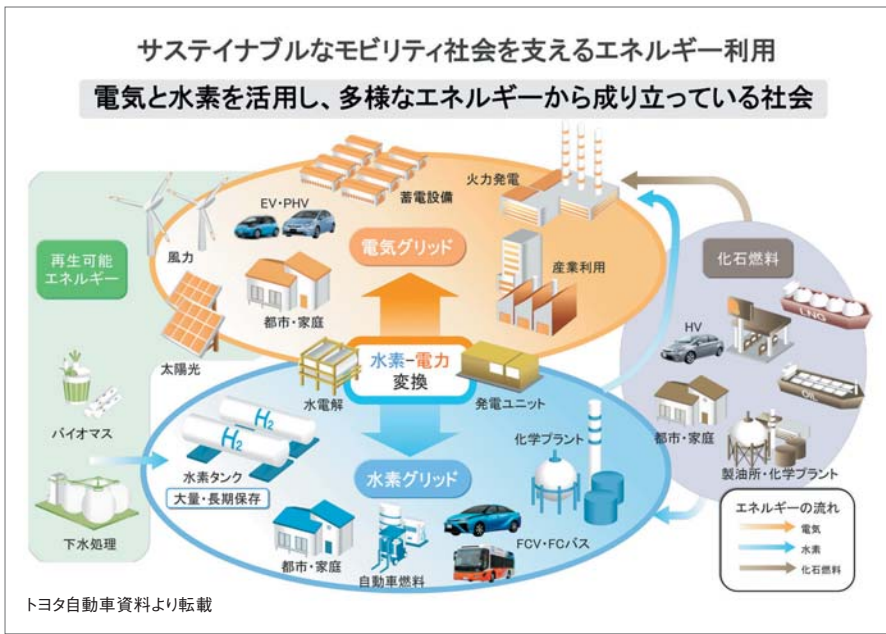 サステイナブルなモビリティ社会を支えるエネルギー利用
電気と水素を活用し、多様なエネルギーから成り立っている社会
再生可能
エネルギー
風力
太陽光
バイオマス
下水処理
EV・PHV
蓄電設備
火力発電
電気グリッド
都市・家庭
産業利用
水素-電力
変換
水電解
発電ユニット
H2
H2
水素タンク
大量・長期保存
水素グリッド
化学プラント
都市・家庭
自動車燃料
FCV・FCバス
化石燃料
LNG
HV
OIL
都市・家庭
製油所・化学プラント
エネルギーの流れ
電気
水素
化石燃料
トヨタ自動車資料より転載